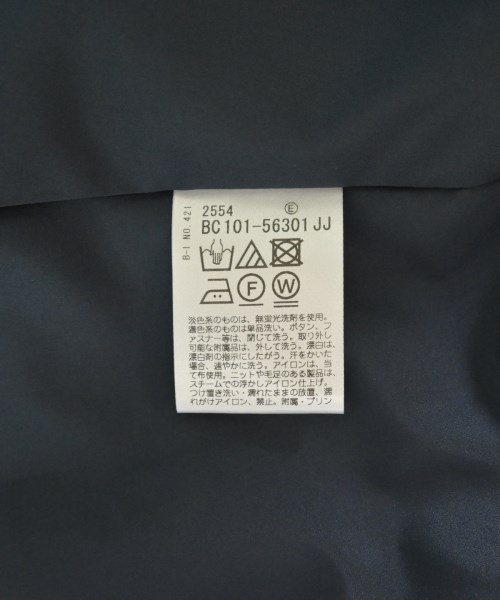 B-1 NO.421
2554 E
BC101-56301JJ
F W
淡色系のものは、無蛍光洗剤を使用。
濃色系のものは単品洗い。ボタン、フ
ァスナー等は、閉じて洗う。取り外し
可能な附属品は、外して洗う。漂白は、
漂白剤の指示にしたがう。汗をかいた
場合、速やかに洗う。アイロンは、当
て布使用。ニットや毛足のある製品は、
スチームでの浮かしアイロン仕上げ。
つけ置き洗い・濡れたままの放置、濡
れがけアイロン、禁止。附属・プリン